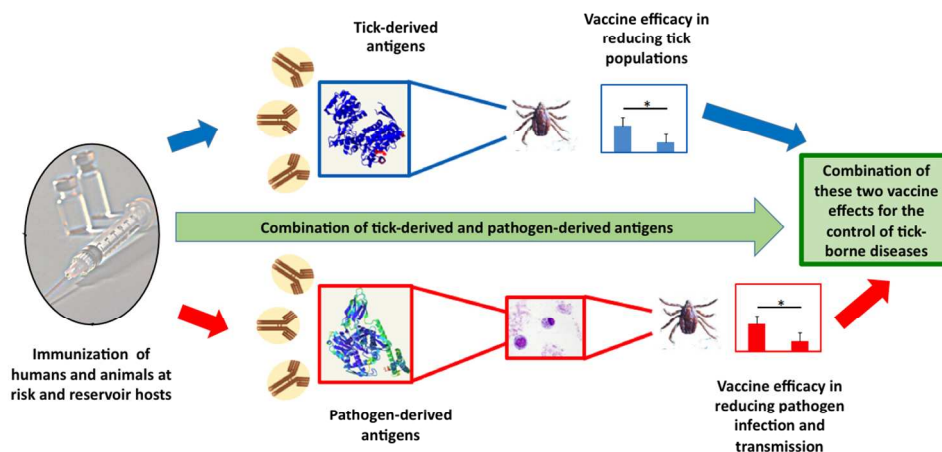 Tick-derived
antigens
Vaccine efficacy in
reducing tick
populations
*
Combination of
these two vaccine
effects for the
control of tick-
borne diseases
Combination of tick-derived and pathogen-derived antigens
Immunization of
humans and animals at
risk and reservoir hosts
*
Pathogen-derived
antigens
Vaccine efficacy in
reducing pathogen
infection and
transmission